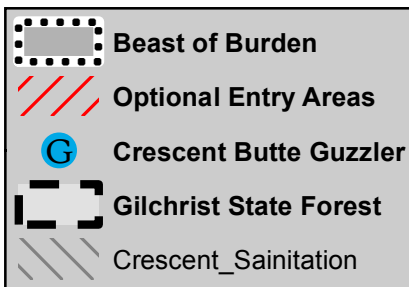 Beast of Burden
Optional Entry Areas
G Crescent Butte Guzzler
Gilchrist State Forest
Crescent_Sainitation